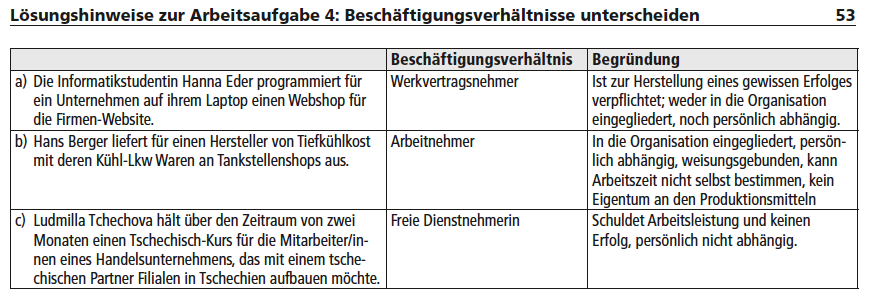 Lösungshinweise zur Arbeitsaufgabe 4: Beschäftigungsverhältnisse unterscheiden 53
Beschäftigungsverhältnis Begründung
a) Die Informatikstudentin Hanna Eder programmiert für
ein Unternehmen auf ihrem Laptop einen Webshop für
die Firmen-Website.
Werkvertragsnehmer
Ist zur Herstellung eines gewissen Erfolges
verpflichtet; weder in die Organisation
eingegliedert, noch persönlich abhängig.
b) Hans Berger liefert für einen Hersteller von Tiefkühlkost
mit deren Kühl-Lkw Waren an Tankstellenshops aus.
Arbeitnehmer
In die Organisation eingegliedert, persön-
lich abhängig, weisungsgebunden, kann
Arbeitszeit nicht selbst bestimmen, kein
Eigentum an den Produktionsmitteln
c) Ludmilla Tchechova hält über den Zeitraum von zwei
Monaten einen Tschechisch-Kurs für die Mitarbeiter/in-
nen eines Handelsunternehmens, das mit einem tsche-
chischen Partner Filialen in Tschechien aufbauen möchte.
Freie Dienstnehmerin
Schuldet Arbeitsleistung und keinen
Erfolg, persönlich nicht abhängig.